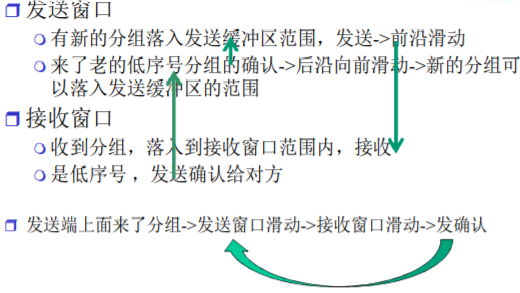 发送窗口
有新的分组落入发送缓冲区范围，发送->前沿滑动
来了老的低序号分组的确认->后沿向前滑动->新的分组可
以落入发送缓冲区的范围
接收窗口
收到分组，落入到接收窗口范围内，接收
是低序号，发送确认给对方
发送端上面来了分组->发送窗口滑动->接收窗口滑动->发确认